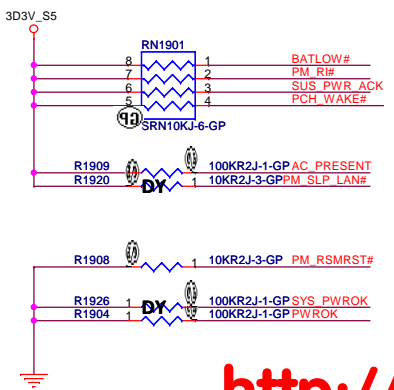 3D3V_S5
RN1901
8 1 BATLOW#
7 2 PM_RI#
6 3 SUS_PWR_ACK
5 4 PCH_WAKE#
GP SRN10KJ-6-GP
R1909 100KR2J-1-GP AC_PRESENT
R1920 DY 1 10KR2J-3-GP PM_SLP_LAN#
R1908 1 10KR2J-3-GP PM_RSMRST#
R1926 1 DY 100KR2J-1-GP SYS_PWROK
R1904 1 100KR2J-1-GP PWROK
http:/